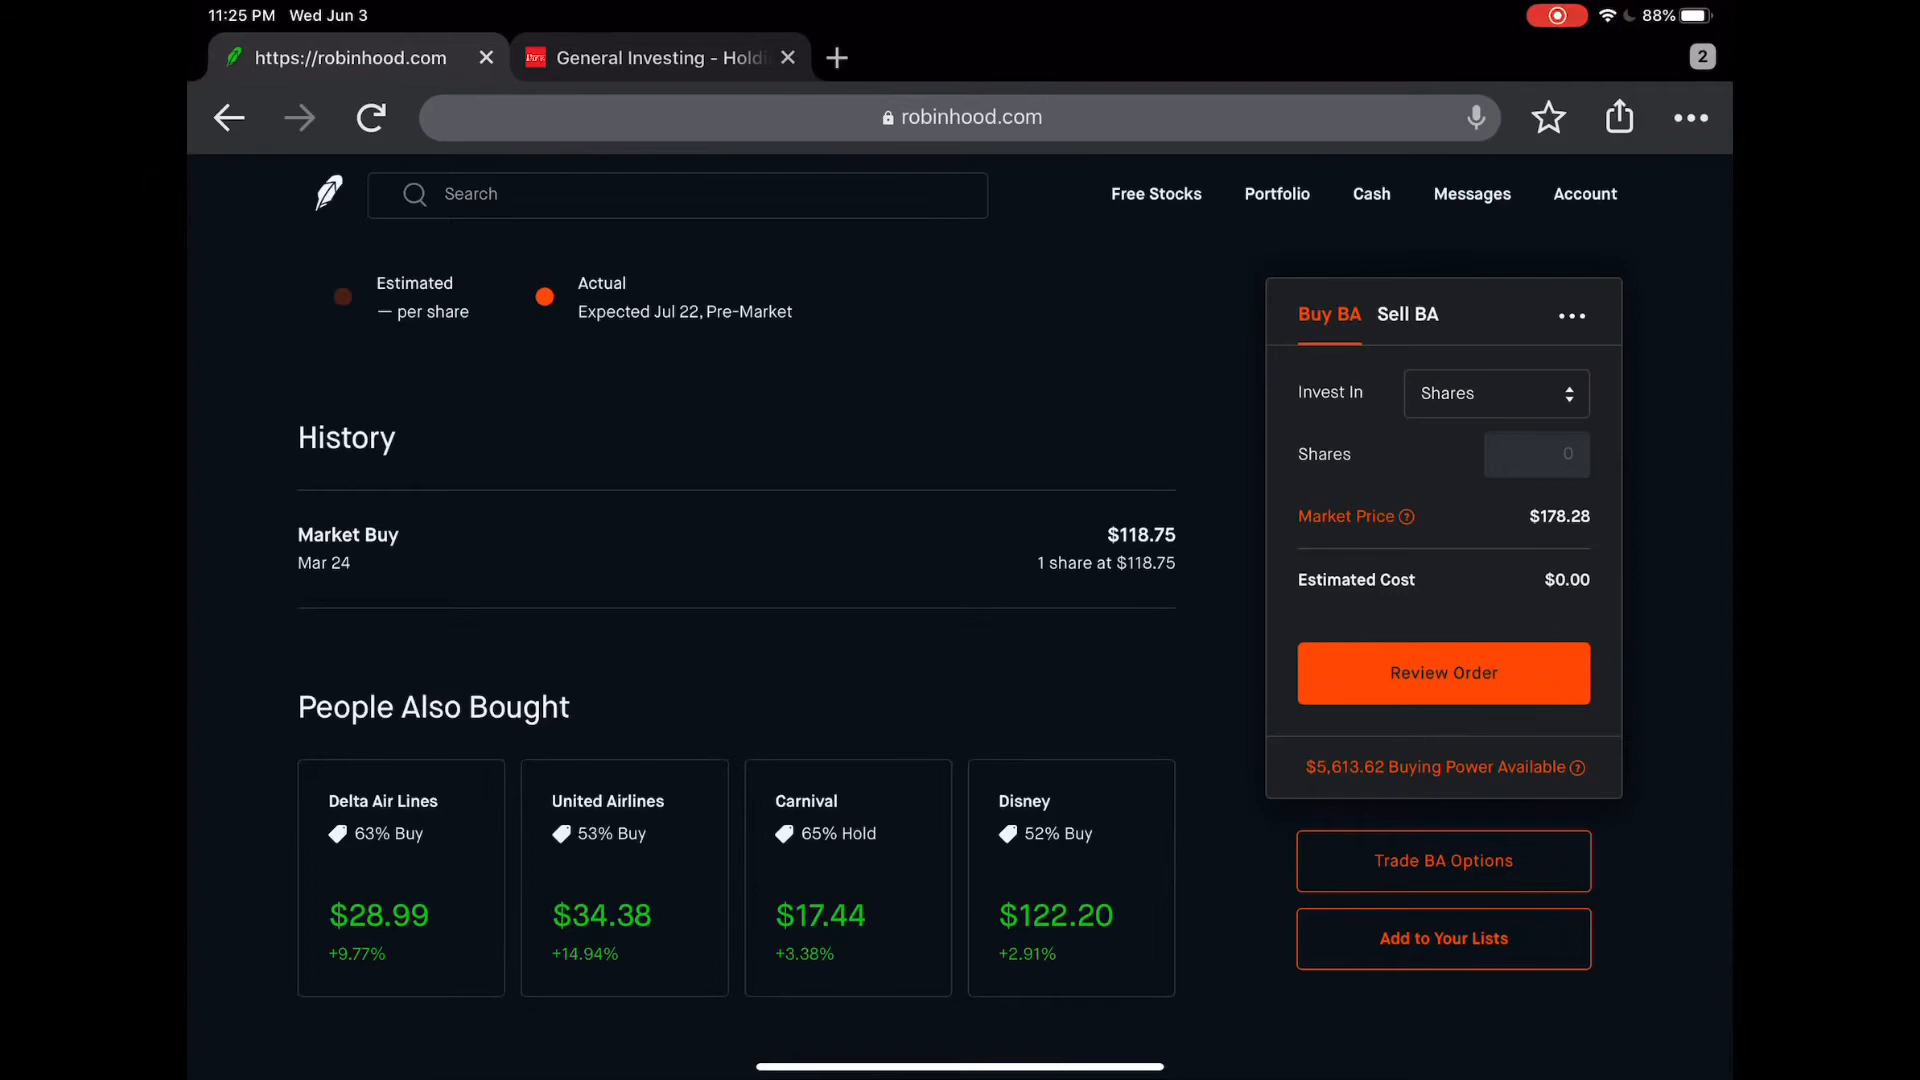 11:25 PM Wed Jun 3
88%
https://robinhood.com
General Investing - Holdi
2
robinhood.com
Search
Free Stocks
Portfolio
Cash
Messages
Account
Estimated
— per share
Actual
Expected Jul 22, Pre-Market
History
Market Buy
$118.75
Mar 24
1 share at $118.75
People Also Bought
Delta Air Lines
63% Buy
$28.99
+9.77%
United Airlines
53% Buy
$34.38
+14.94%
Carnival
65% Hold
$17.44
+3.38%
Disney
52% Buy
$122.20
+2.91%
Buy BA
Sell BA
Invest In
Shares
Shares
0
Market Price ?
$178.28
Estimated Cost
$0.00
Review Order
$5,613.62 Buying Power Available ?
Trade BA Options
Add to Your Lists